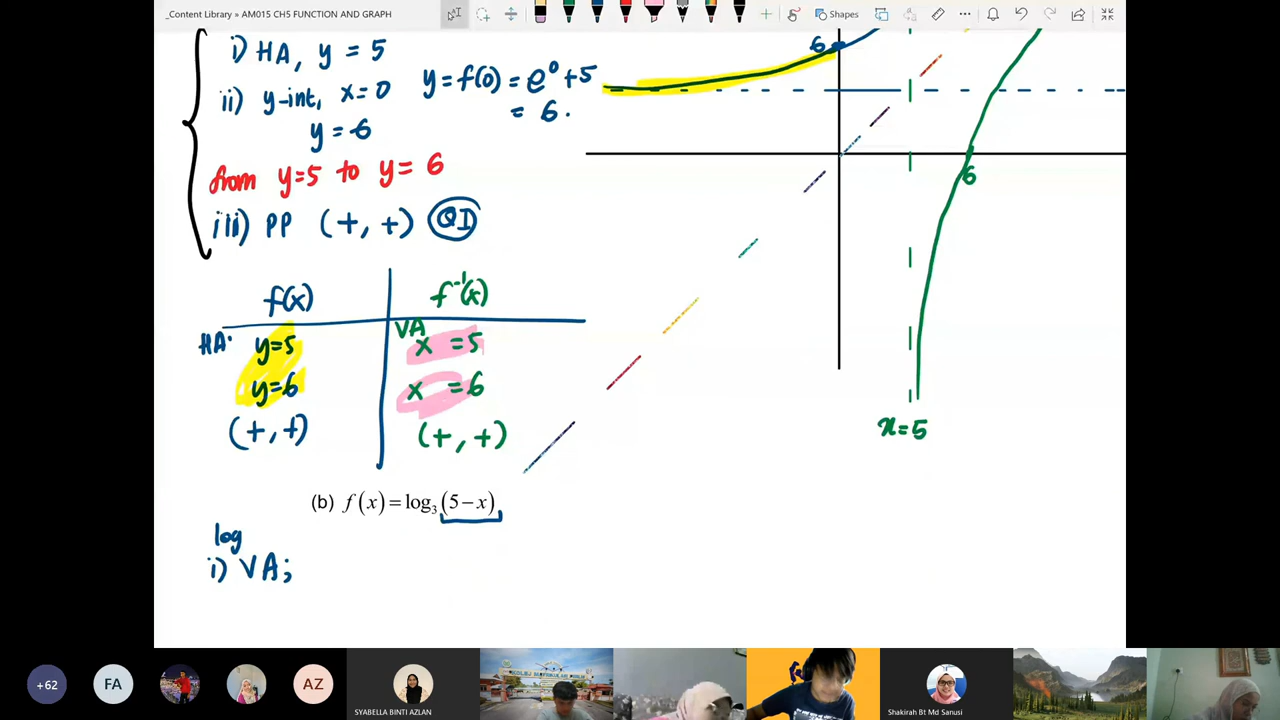 _Content Library » AM015 CH5 FUNCTION AND GRAPH
Shapes
i) HA, y = 5
ii) y-int, x=0 y=f(0) = e⁰+5
y = 6 = 6.
from y=5 to y= 6
iii) PP (+, +) QI
6
6
x=5
f(x) f⁻¹(x)
VA
HA: y=5 x =5
y=6 x =6
(+, +) (+, +)
(b) f(x)=log₃(5−x)
log
i) VA;
+62
FA
AZ
SYABELLA BINTI AZLAN
Shakirah Bt Md Sanusi